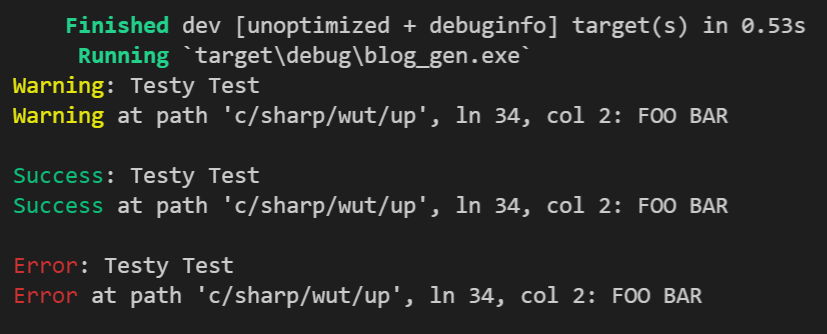 Finished dev [unoptimized + debuginfo] target(s) in 0.53s
Running `target\debug\blog_gen.exe`
Warning: Testy Test
Warning at path 'c/sharp/wut/up', ln 34, col 2: FOO BAR
Success: Testy Test
Success at path 'c/sharp/wut/up', ln 34, col 2: FOO BAR
Error: Testy Test
Error at path 'c/sharp/wut/up', ln 34, col 2: FOO BAR